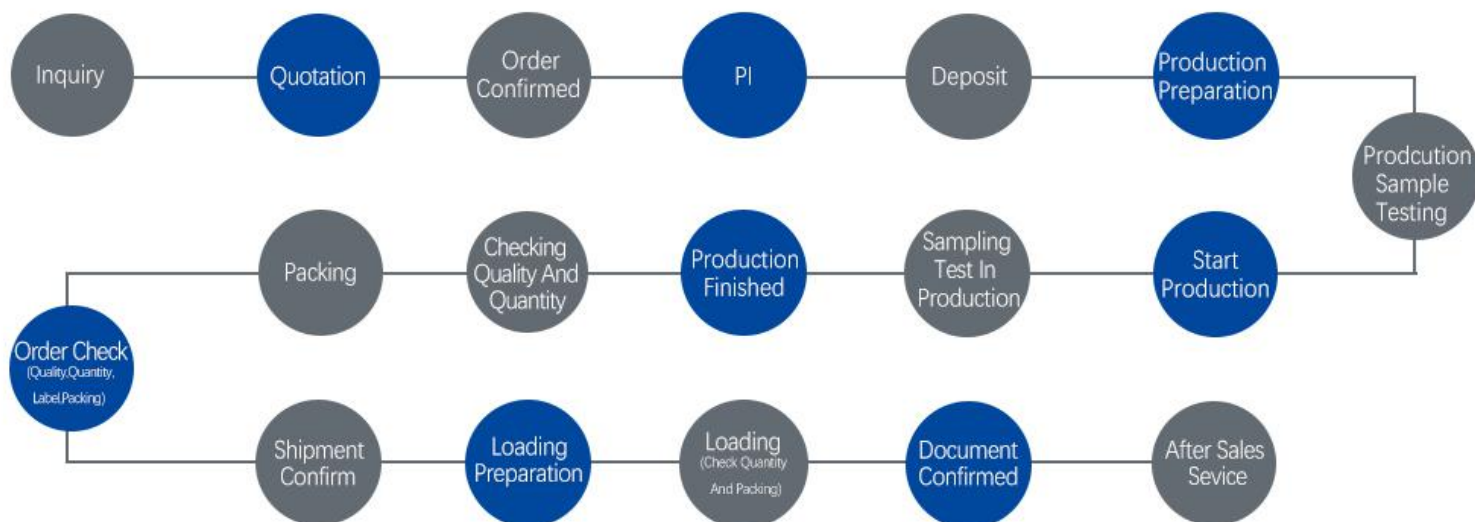 Inquiry
Quotation
Order
Confirmed
PI
Deposit
Production
Preparation
Prodcution
Sample
Testing
Start
Production
Sampling
Test In
Production
Production
Finished
Checking
Quality And
Quantity
Packing
Order Check
(Quality,Quantity,
Label,Packing)
Shipment
Confirm
Loading
Preparation
Loading
(Check Quantity
And Packing)
Document
Confirmed
After Sales
Sevice